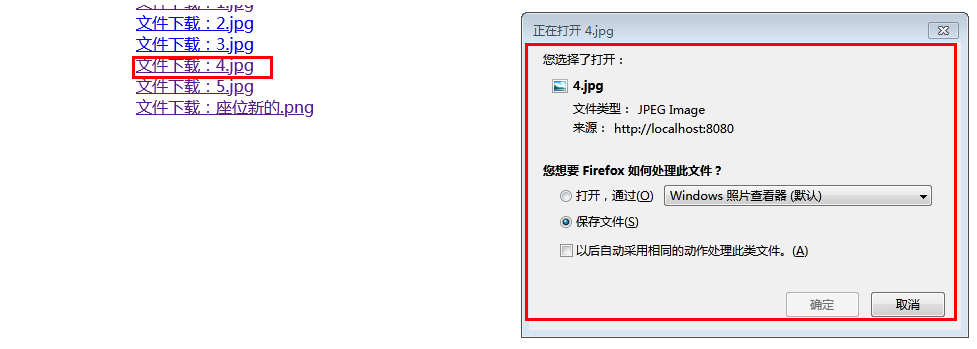 文件下载：1.jpg
文件下载：2.jpg
文件下载：3.jpg
文件下载：4.jpg
文件下载：5.jpg
文件下载：座位新的.png
正在打开 4.jpg
您选择了打开：
4.jpg
文件类型： JPEG Image
来源： http://localhost:8080
您想要 Firefox 如何处理此文件？
打开，通过(O) Windows 照片查看器 (默认)
保存文件(S)
以后自动采用相同的动作处理此类文件。(A)
确定 取消